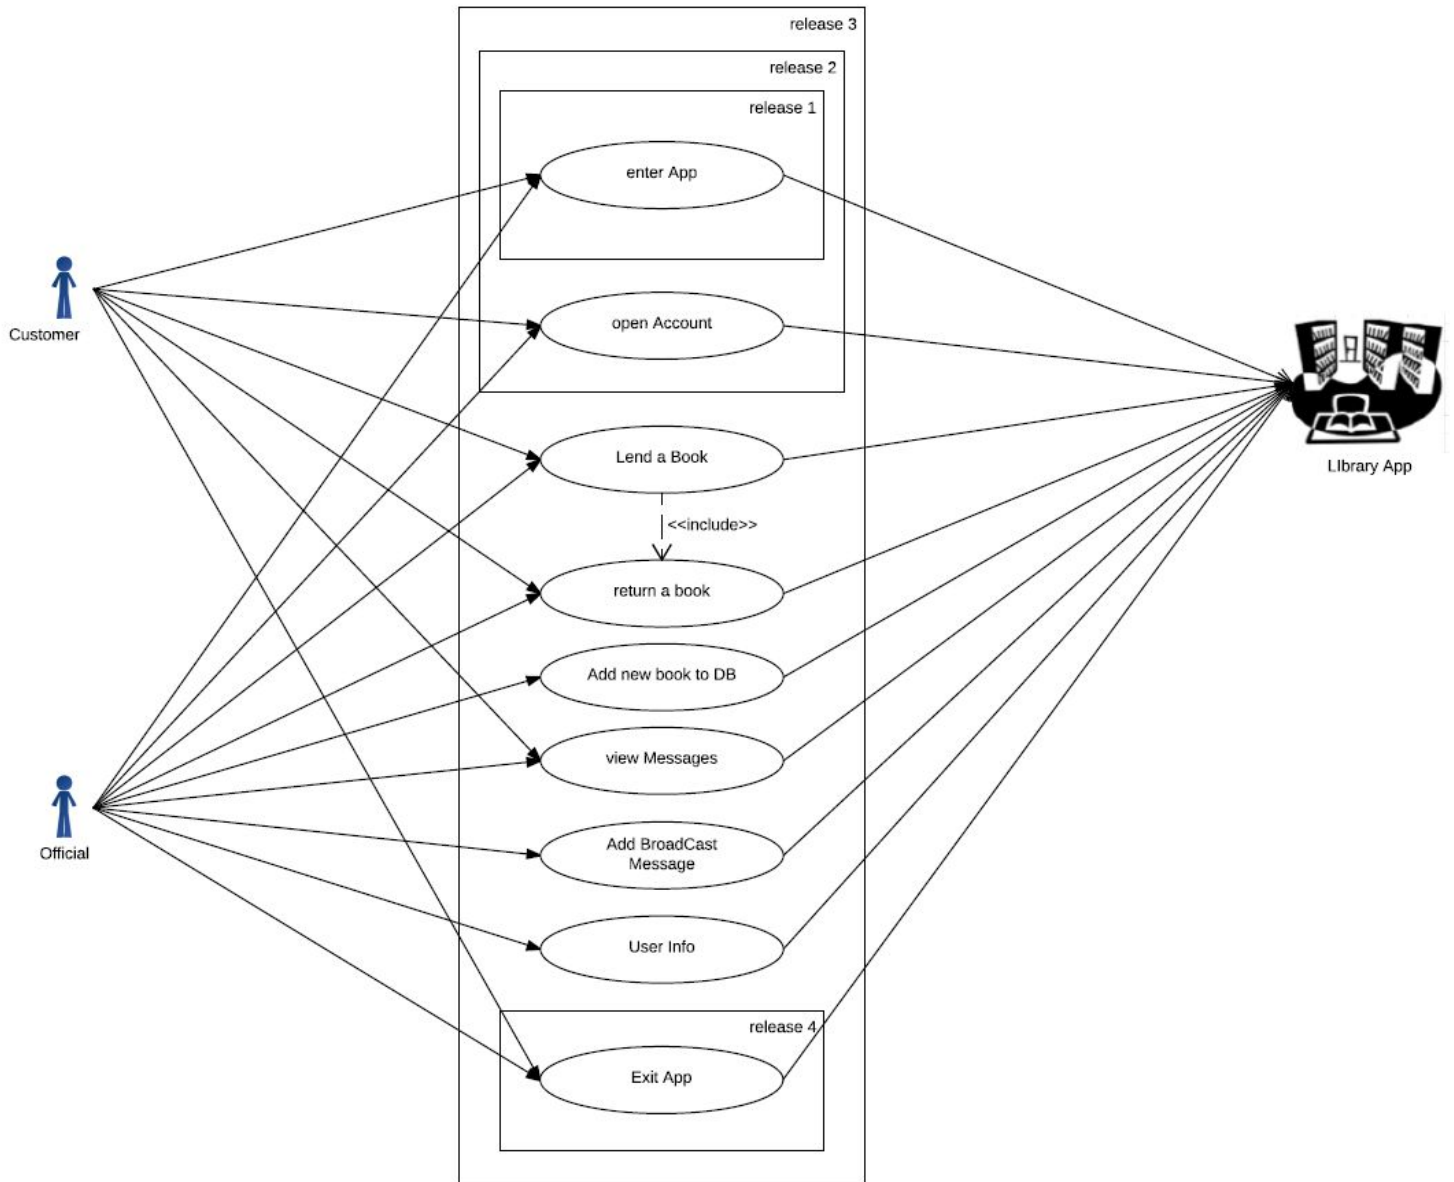 release 3
release 2
release 1
enter App
Customer
open Account
Lend a Book
LIbrary App
<<include>>
return a book
Add new book to DB
view Messages
Official
Add BroadCast
Message
User Info
release 4
Exit App